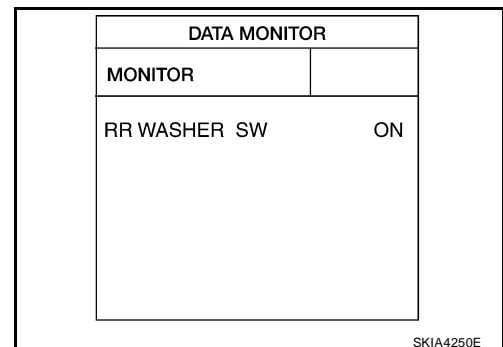 DATA MONITOR
MONITOR
RR WASHER SW ON
SKIA4250E